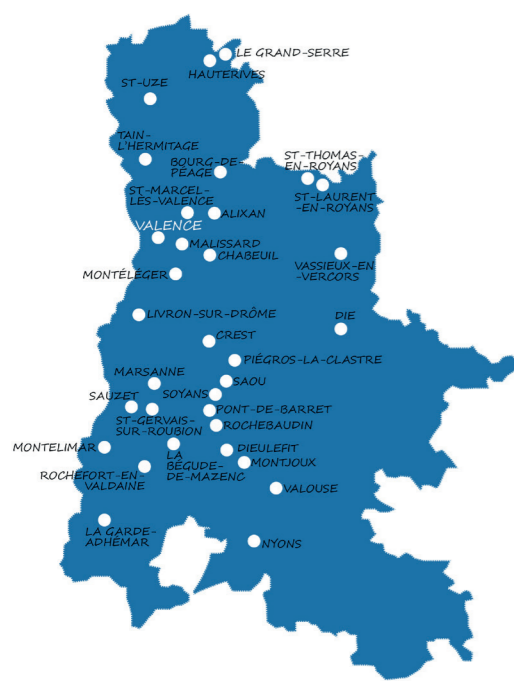 LE GRAND-SERRE
HAUTERIVES
ST-UZE
TAIN-
L'HERMITAGE
BOURG-DE-
PÉAGE
ST-THOMAS-
EN-ROYANS
ST-LAURENT
-EN-ROYANS
ST-MARCEL-
LÈS-VALENCE
ALIXAN
VALENCE
MALISSARD
CHABEUIL
VASSIEUX-EN
-VERCORS
MONTÉLÉGER
LIVRON-SUR-DRÔME
DIE
CREST
PIÉGROS-LA-CLASTRE
MARSANNE
SAOU
SAUZET
SOYANS
PONT-DE-BARRET
ST-GERVAIS-
SUR-ROUBION
ROCHEBAUDIN
MONTELIMAR
LA
BÉGUDE-
DE-MAZENC
DIEULEFIT
MONTJOUX
ROCHEFORT-EN-
VALDAINE
VALOUSE
LA GARDE-
ADHÉMAR
NYONS